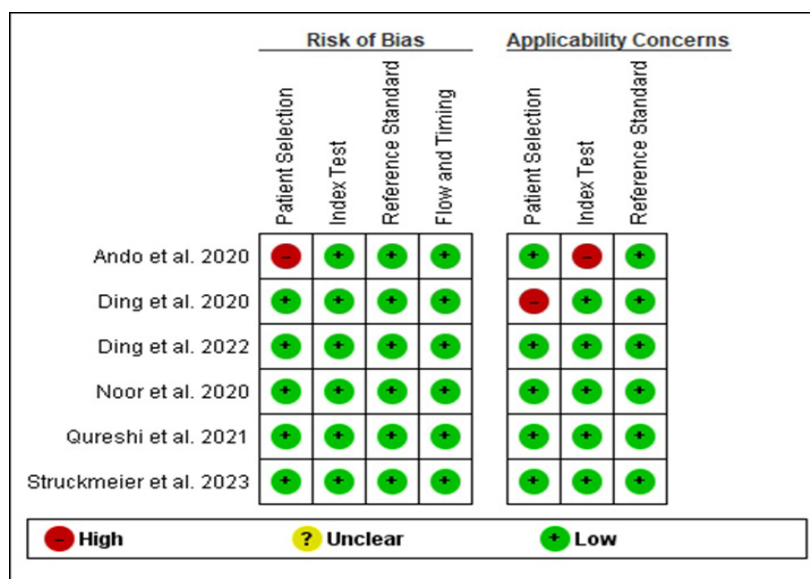 Risk of Bias
Applicability Concerns
Patient Selection
Index Test
Reference Standard
Flow and Timing
Patient Selection
Index Test
Reference Standard
Ando et al. 2020 - + + + + - +
Ding et al. 2020 + + + + - + +
Ding et al. 2022 + + + + + + +
Noor et al. 2020 + + + + + + +
Qureshi et al. 2021 + + + + + + +
Struckmeier et al. 2023 + + + + + + +
- High ? Unclear + Low